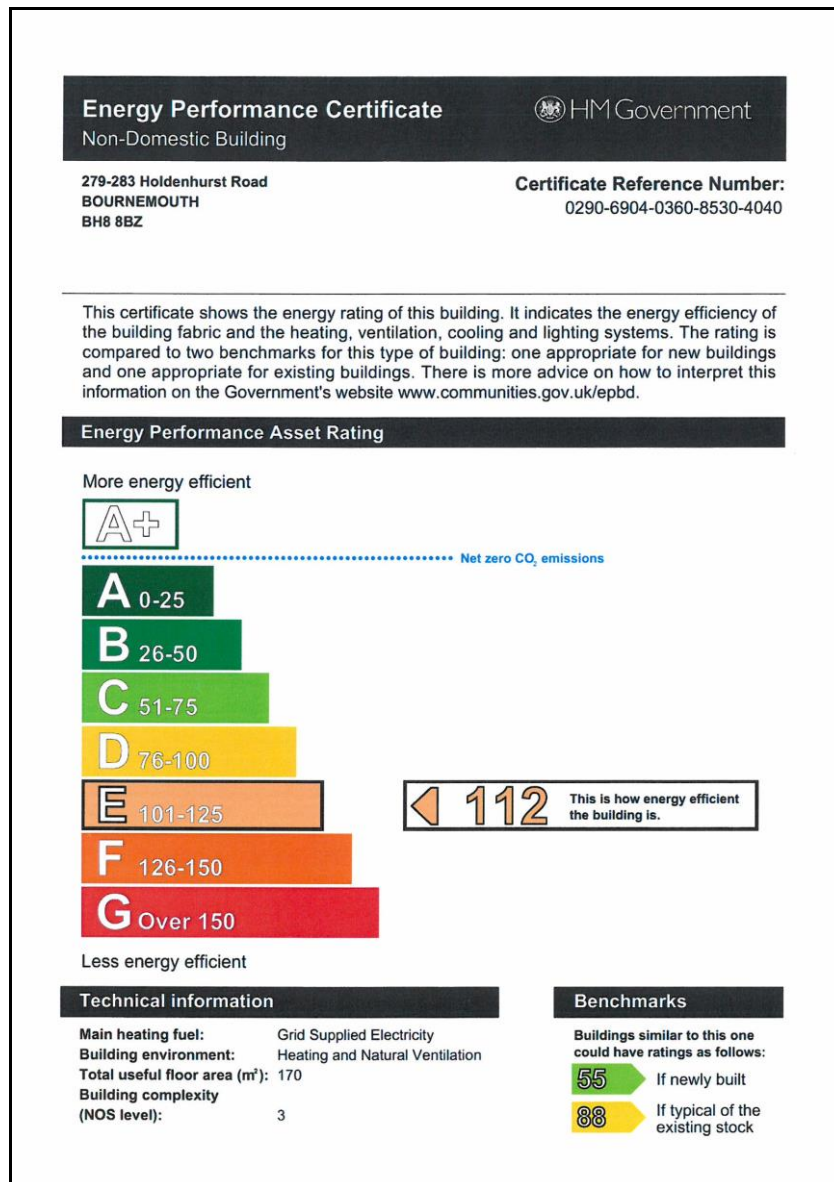 Energy Performance Certificate
Non-Domestic Building
HM Government
279-283 Holdenhurst Road
BOURNEMOUTH
BH8 8BZ
Certificate Reference Number:
0290-6904-0360-8530-4040
This certificate shows the energy rating of this building. It indicates the energy efficiency of
the building fabric and the heating, ventilation, cooling and lighting systems. The rating is
compared to two benchmarks for this type of building: one appropriate for new buildings
and one appropriate for existing buildings. There is more advice on how to interpret this
information on the Government's website www.communities.gov.uk/epbd.
Energy Performance Asset Rating
More energy efficient
A+
Net zero CO₂ emissions
A 0-25
B 26-50
C 51-75
D 76-100
E 101-125
112 This is how energy efficient
the building is.
F 126-150
G Over 150
Less energy efficient
Technical information
Main heating fuel: Grid Supplied Electricity
Building environment: Heating and Natural Ventilation
Total useful floor area (m²): 170
Building complexity
(NOS level): 3
Benchmarks
Buildings similar to this one
could have ratings as follows:
55 If newly built
88 If typical of the
existing stock